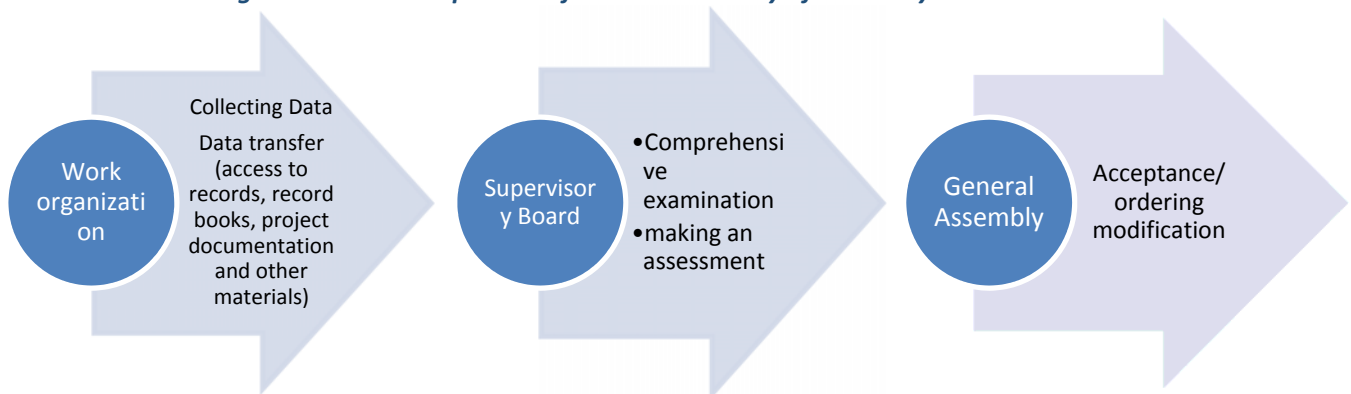 Work
organizati
on
Collecting Data
Data transfer
(access to
records, record
books, project
documentation
and other
materials)
Supervisor
y Board
•Comprehensi
ve
examination
•making an
assessment
General
Assembly
Acceptance/
ordering
modification